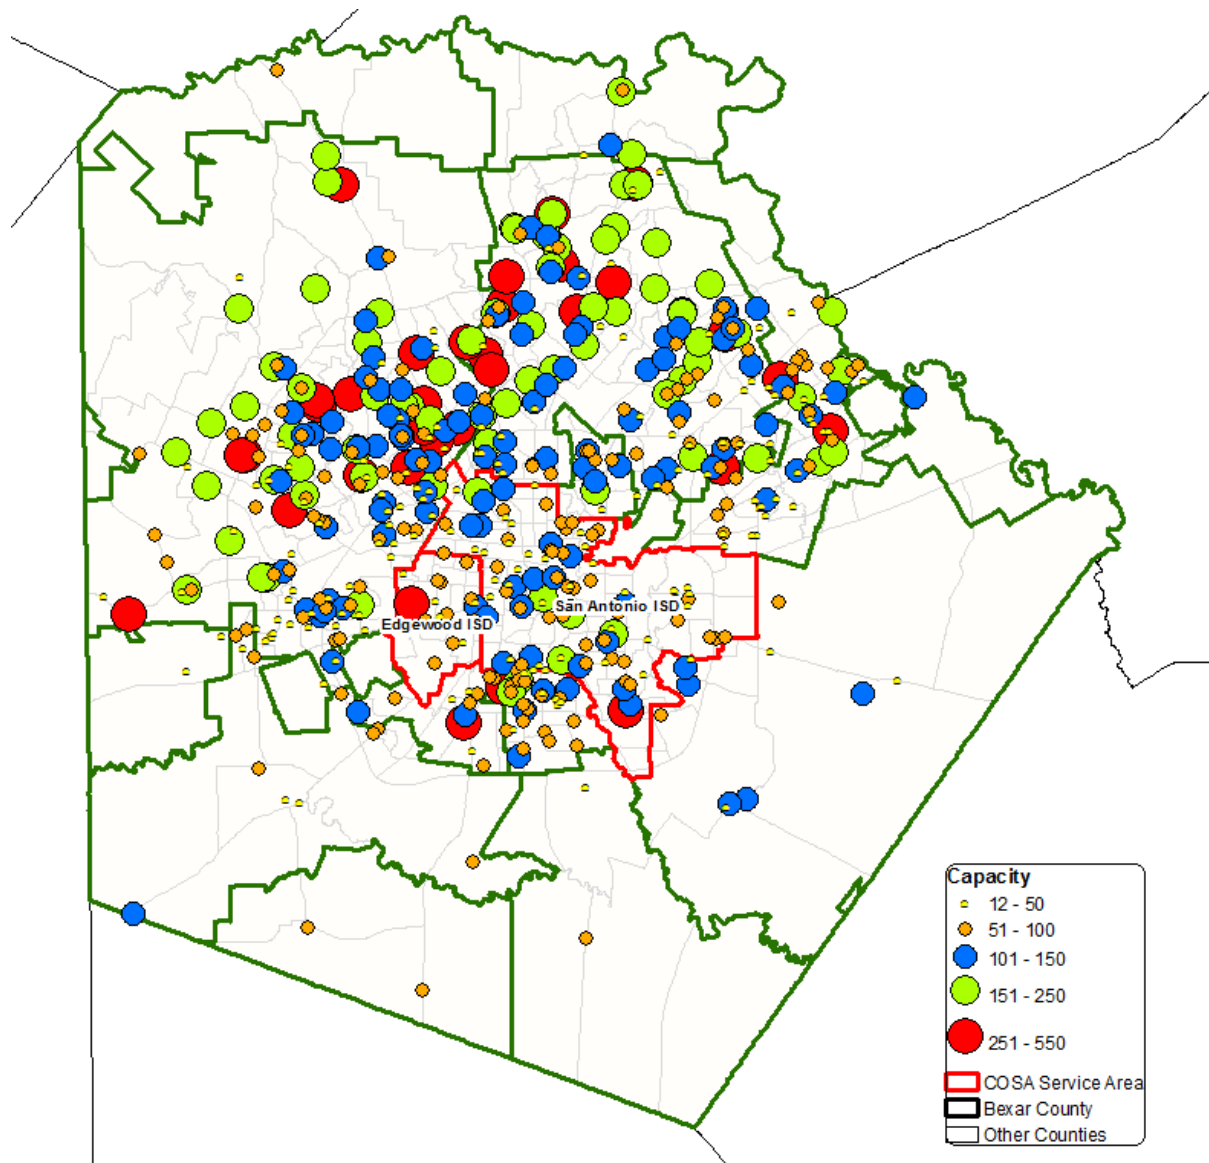 San Antonio ISD
Edgewood ISD
Capacity
12 - 50
51 - 100
101 - 150
151 - 250
251 - 550
COSA Service Area
Bexar County
Other Counties